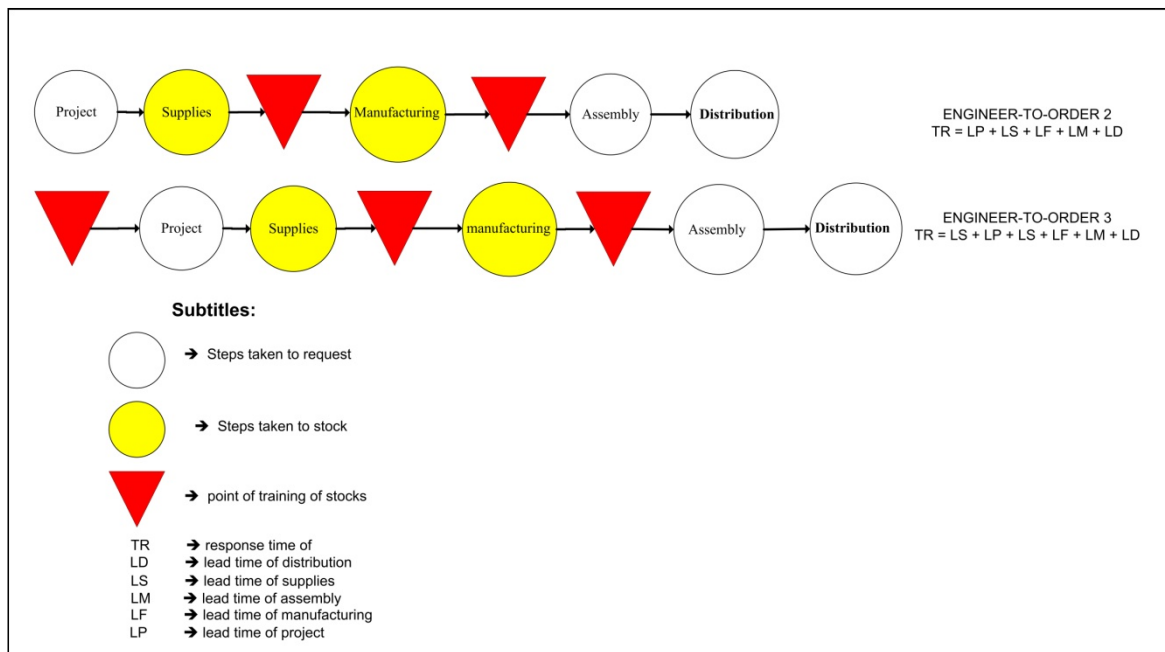 Project
Supplies
Manufacturing
Assembly
Distribution
ENGINEER-TO-ORDER 2
TR = LP + LS + LF + LM + LD
Project
Supplies
manufacturing
Assembly
Distribution
ENGINEER-TO-ORDER 3
TR = LS + LP + LS + LF + LM + LD
Subtitles:
➔ Steps taken to request
➔ Steps taken to stock
➔ point of training of stocks
TR ➔ response time of
LD ➔ lead time of distribution
LS ➔ lead time of supplies
LM ➔ lead time of assembly
LF ➔ lead time of manufacturing
LP ➔ lead time of project